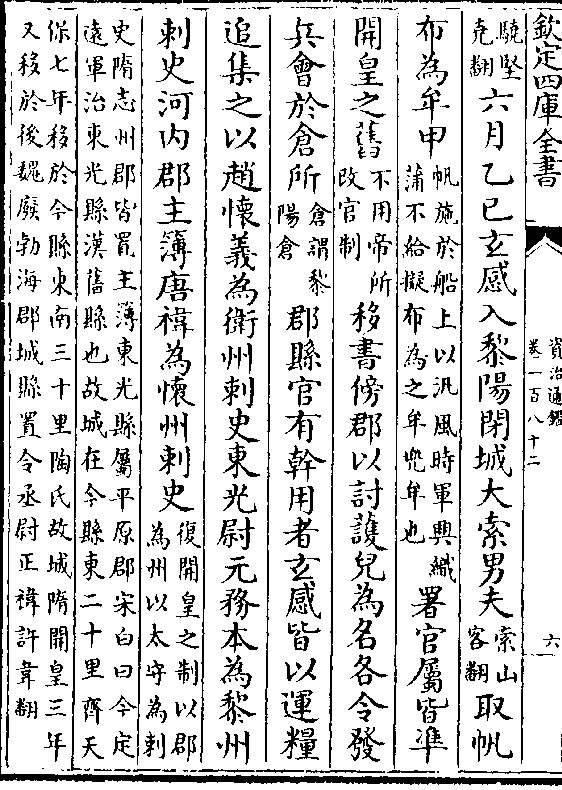 欽定四庫全書
資治通鑑
卷一百八十二
六
驍堅堯翻六月乙巳玄感入黎陽閉城大索男夫索山客翻取帆
布為牟甲帆施於船上以汎風時軍興織蒲不給擬布為之牟兜牟也署官屬皆準
開皇之舊不用帝所改官制移書傍郡以討護兒為名各令發
兵會於倉所倉謂黎陽倉郡縣官有幹用者玄感皆以運糧
追集之以趙懷義為衛州刺史東光尉元務本為黎州
刺史河内郡主簿唐禕為懷州刺史復開皇之制以郡為州以太守為刺
史隋志州郡皆置主簿東光縣屬平原郡宋白曰今定
遠軍治東光縣漢舊縣也故城在今縣東二十里齊天
保七年移於今縣東南三十里陶氏故城隋開皇三年
又移於後魏廢勃海郡城縣置令丞尉正禕許韋翻